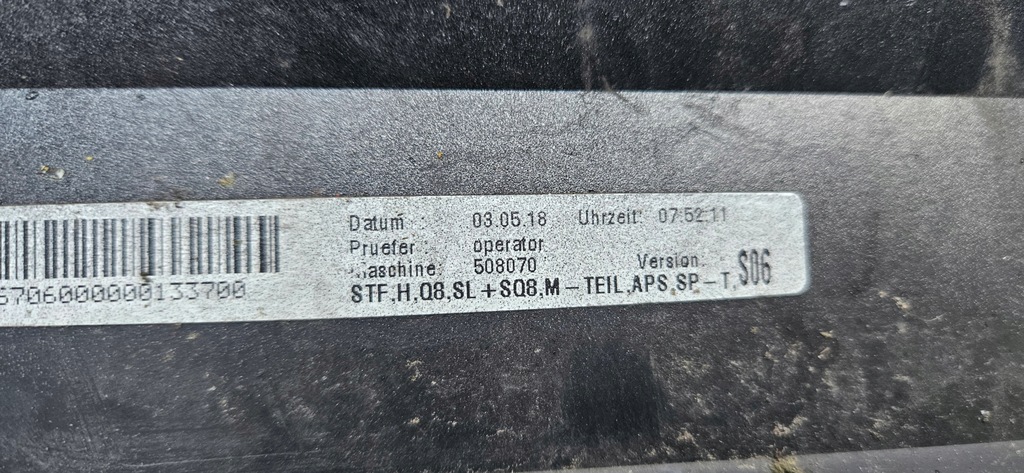 Datum : 03.05.18 Uhrzeit: 07:52:11
Pruefer : operator
Maschine: 508070 Version: S06
STF,H,Q8,SL+SQ8,M-TEIL,APS,SP-T,
6706000000133700